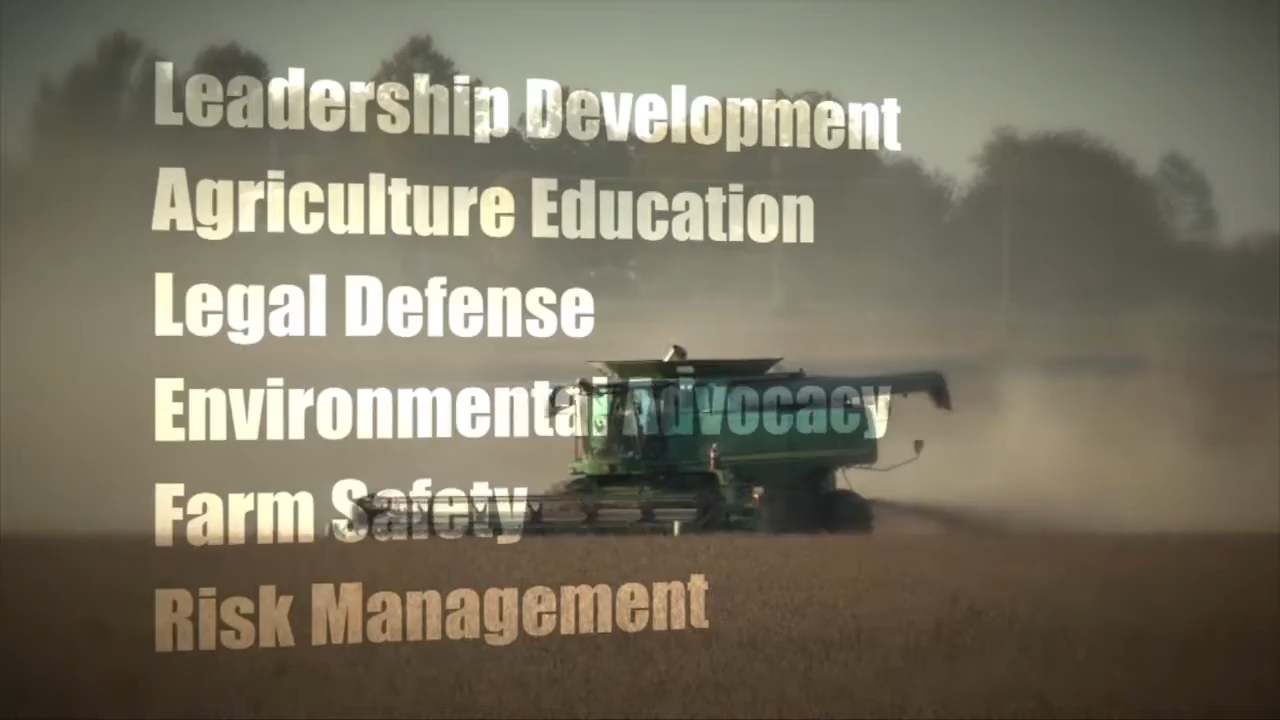 Leadership Development
Agriculture Education
Legal Defense
Environmental Advocacy
Farm Safety
Risk Management